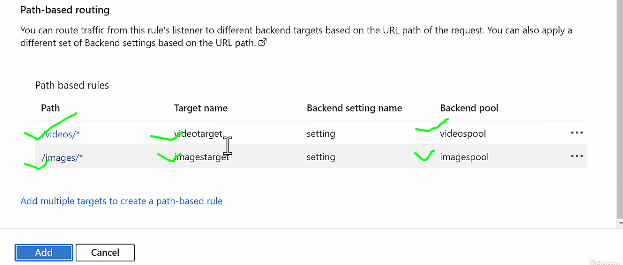 Path-based routing
You can route traffic from this rule's listener to different backend targets based on the URL path of the request. You can also apply a
different set of Backend settings based on the URL path.
Path based rules
Path Target name Backend setting name Backend pool
/videos/* videotarget setting videospool
/images/* imagestarget setting imagespool
Add multiple targets to create a path-based rule
Add Cancel